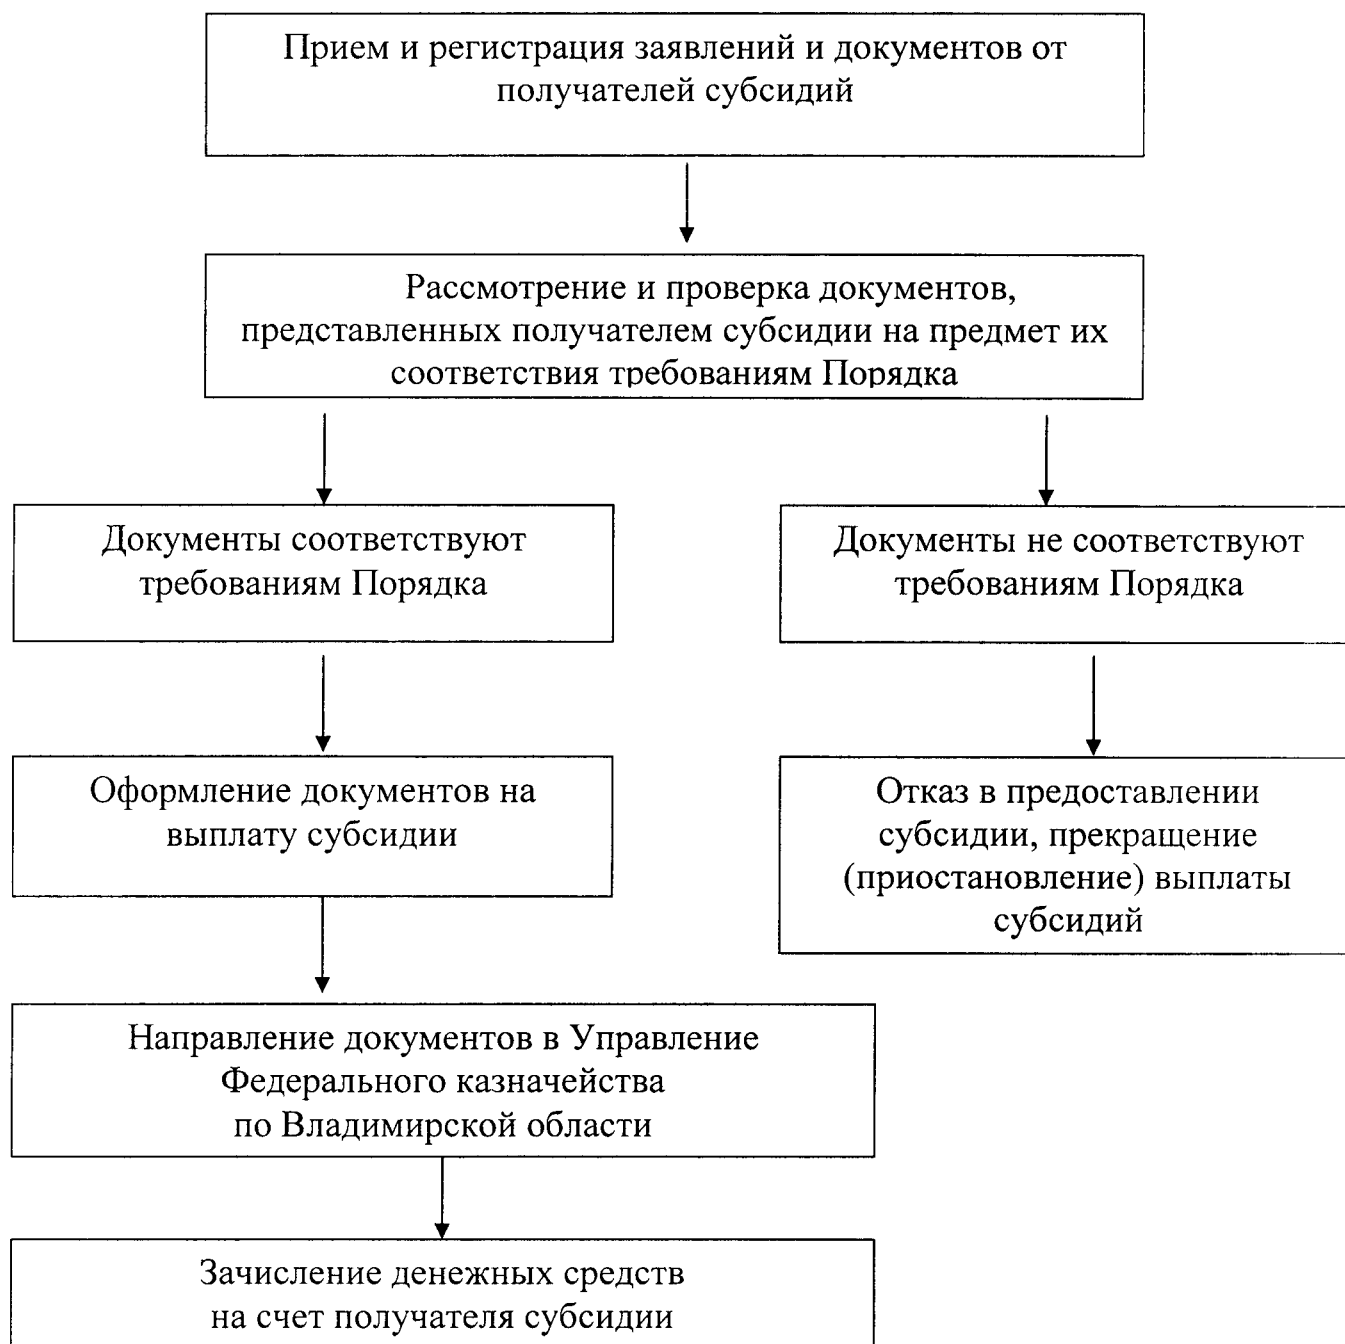 Прием и регистрация заявлений и документов от
получателей субсидий
Рассмотрение и проверка документов,
представленных получателем субсидии на предмет их
соответствия требованиям Порядка
Документы соответствуют
требованиям Порядка
Документы не соответствуют
требованиям Порядка
Оформление документов на
выплату субсидии
Отказ в предоставлении
субсидии, прекращение
(приостановление) выплаты
субсидий
Направление документов в Управление
Федерального казначейства
по Владимирской области
Зачисление денежных средств
на счет получателя субсидии